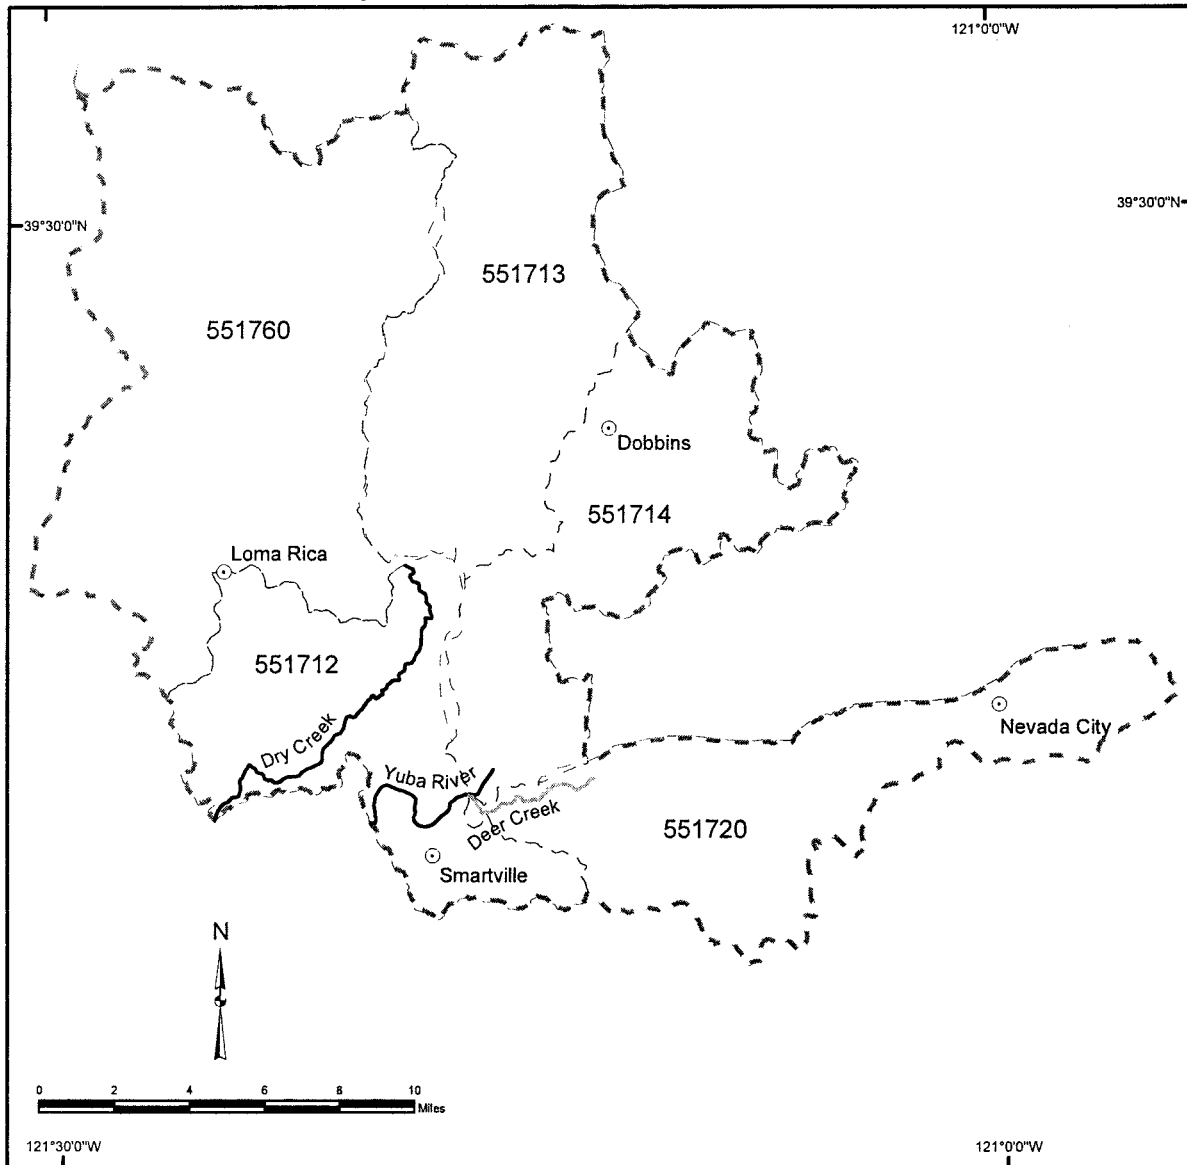 121°0'0"W
39°30'0"N
39°30'0"N
551713
551760
Dobbins
551714
Loma Rica
551712
Nevada City
Dry Creek
Yuba River
Deer Creek
551720
Smartville
N
0 2 4 6 8 10
Miles
121°30'0"W
121°0'0"W